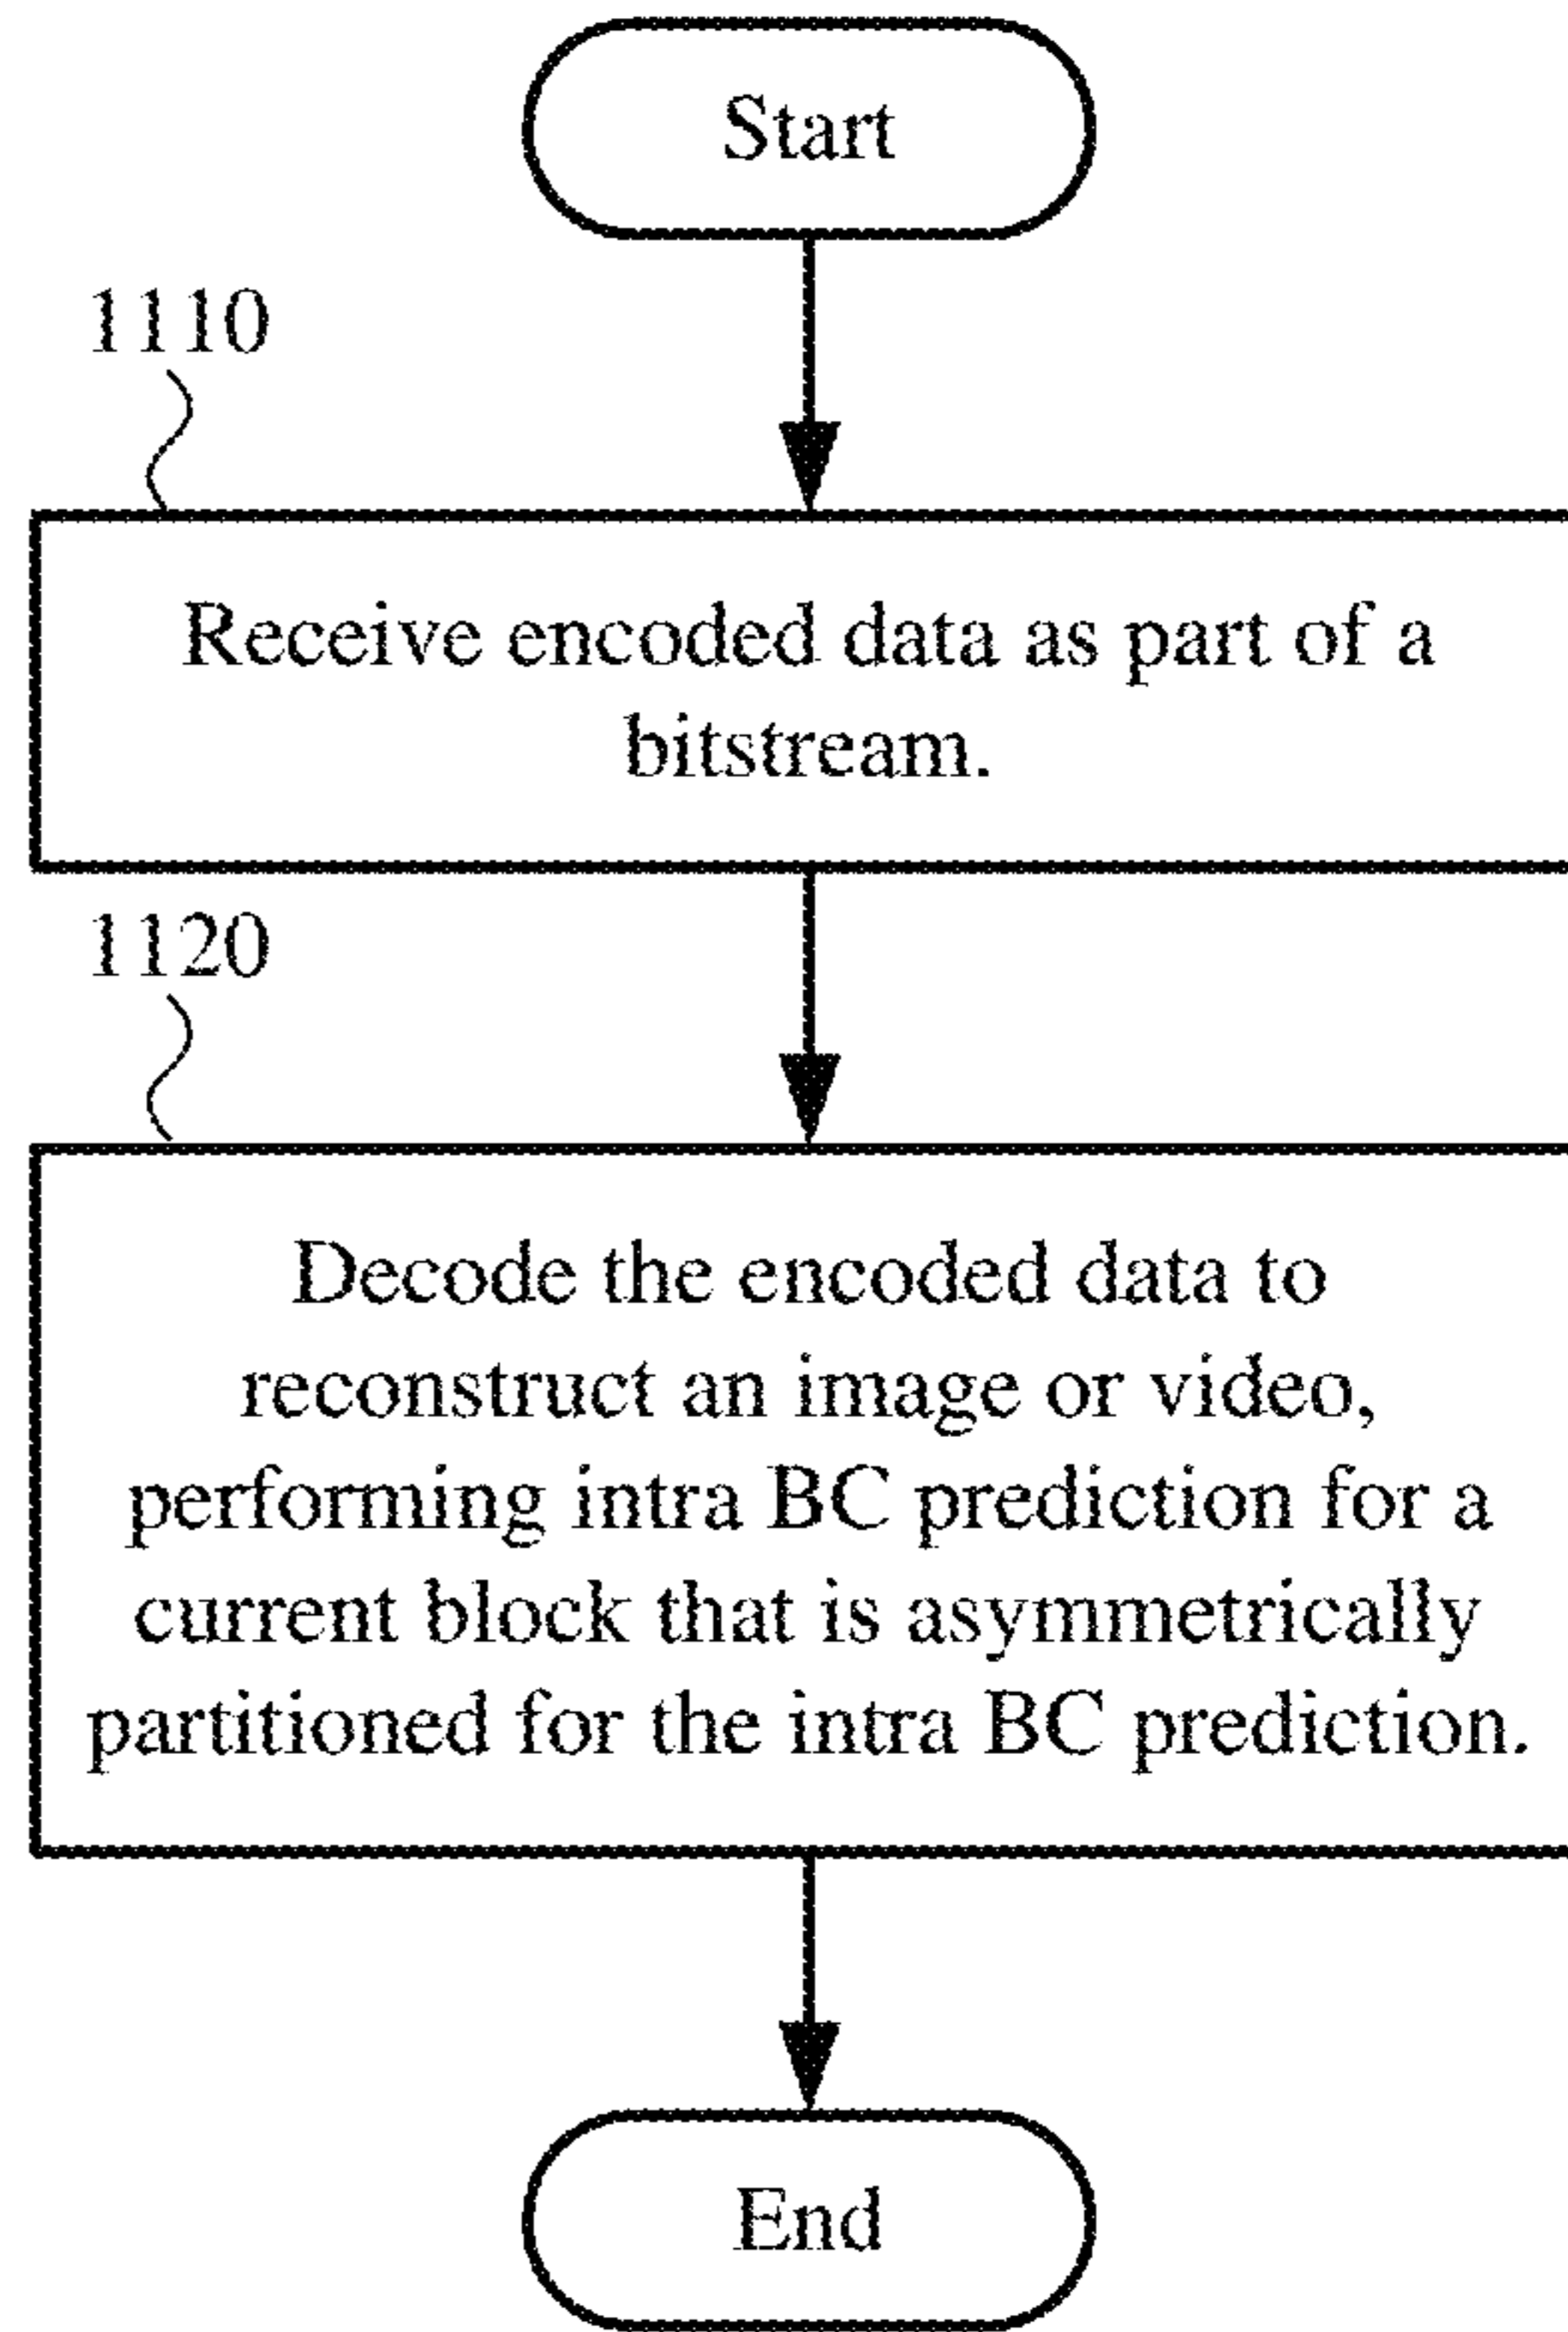 Start
1110
Receive encoded data as part of a
bitstream.
1120
Decode the encoded data to
reconstruct an image or video,
performing intra BC prediction for a
current block that is asymmetrically
partitioned for the intra BC prediction.
End